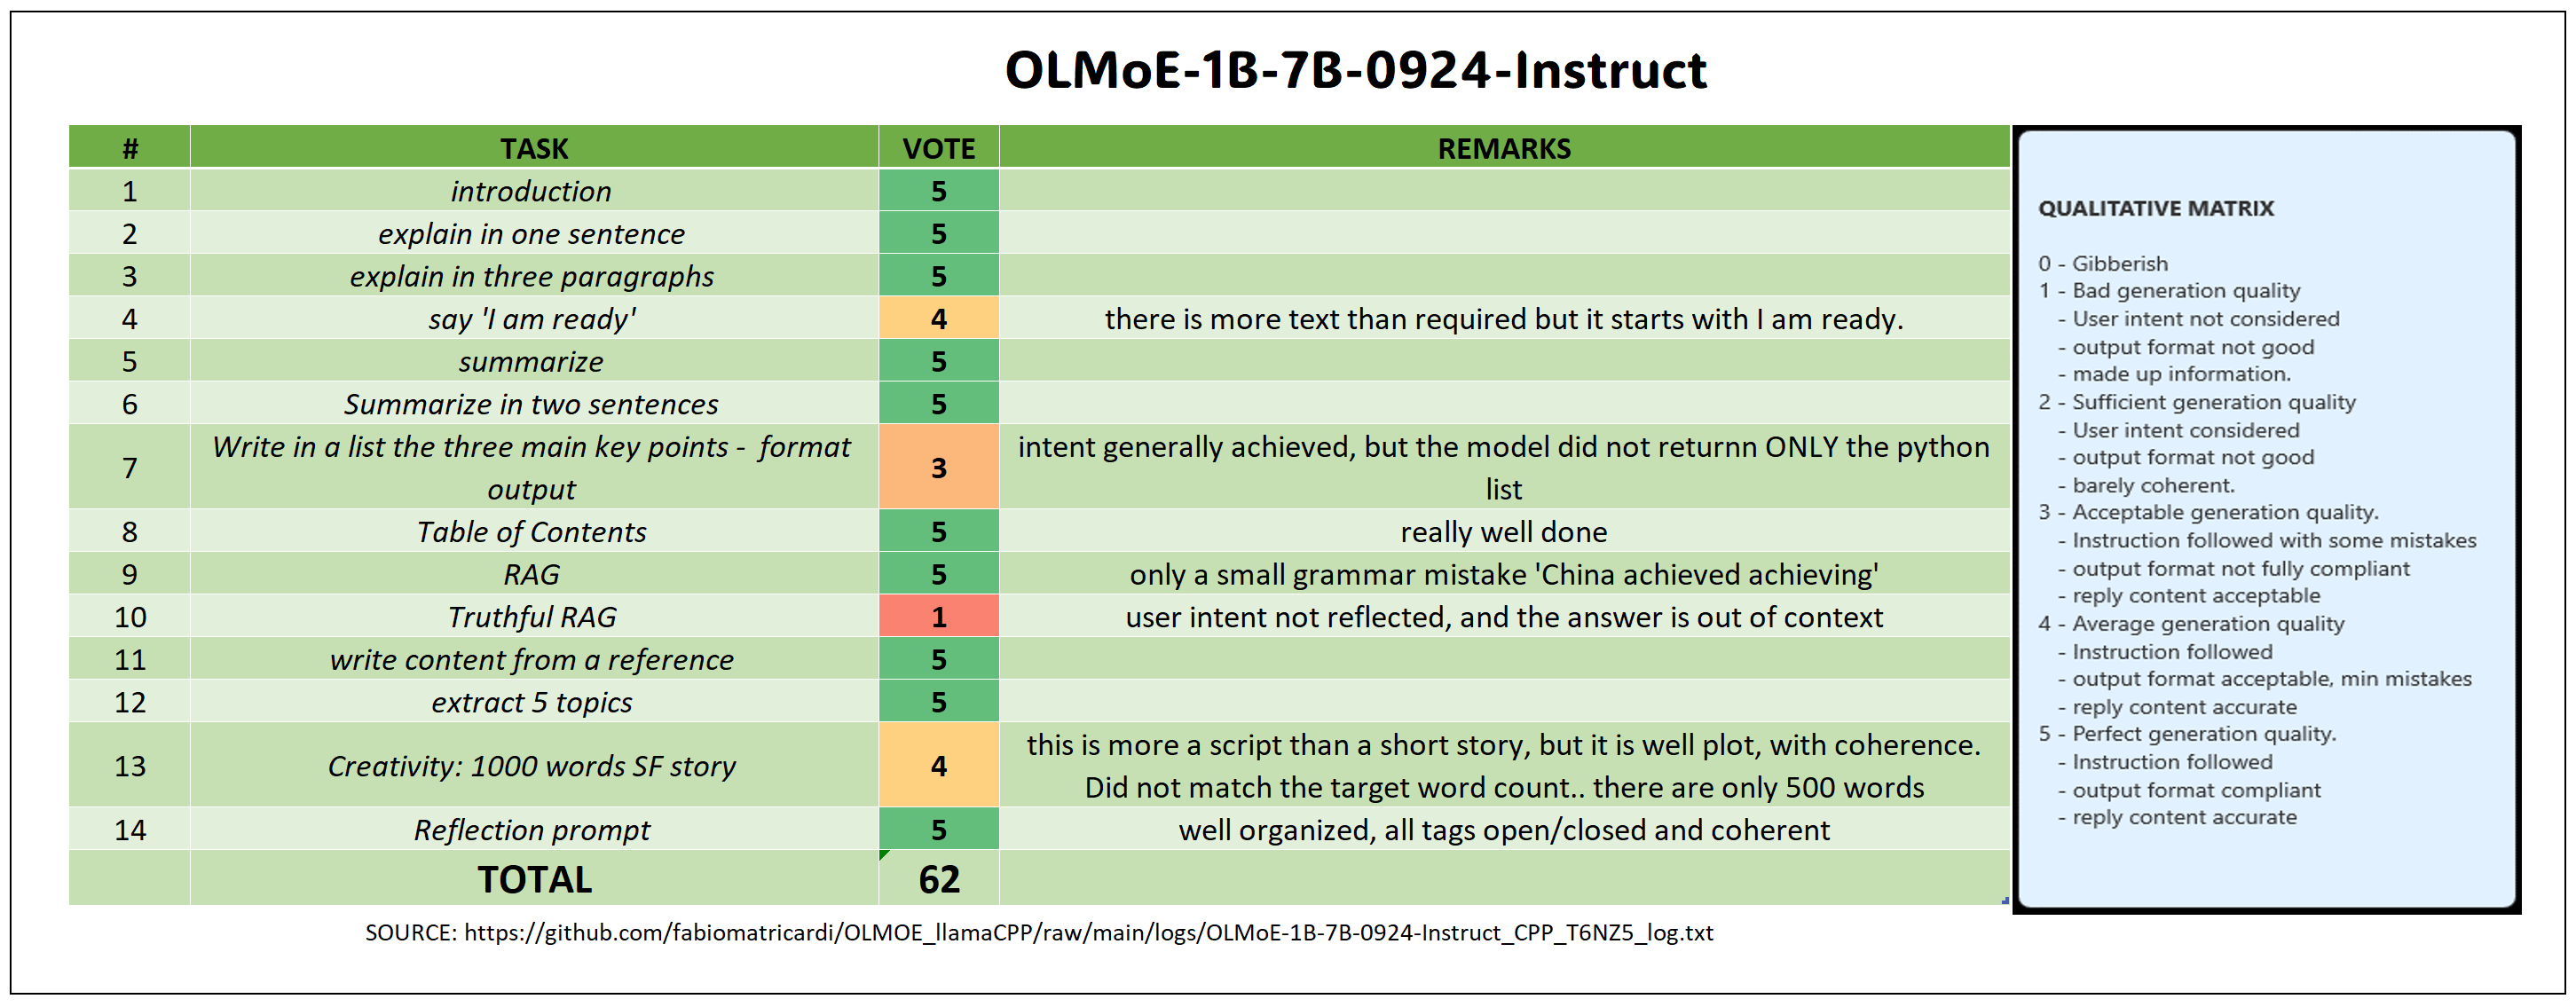 OLMoE-1B-7B-0924-Instruct
# TASK VOTE REMARKS
1 introduction 5
2 explain in one sentence 5
3 explain in three paragraphs 5
4 say 'I am ready' 4 there is more text than required but it starts with I am ready.
5 summarize 5
6 Summarize in two sentences 5
7 Write in a list the three main key points - format output 3 intent generally achieved, but the model did not returnn ONLY the python list
8 Table of Contents 5 really well done
9 RAG 5 only a small grammar mistake 'China achieved achieving'
10 Truthful RAG 1 user intent not reflected, and the answer is out of context
11 write content from a reference 5
12 extract 5 topics 5
13 Creativity: 1000 words SF story 4 this is more a script than a short story, but it is well plot, with coherence. Did not match the target word count.. there are only 500 words
14 Reflection prompt 5 well organized, all tags open/closed and coherent
TOTAL 62
QUALITATIVE MATRIX
0 - Gibberish
1 - Bad generation quality
- User intent not considered
- output format not good
- made up information.
2 - Sufficient generation quality
- User intent considered
- output format not good
- barely coherent.
3 - Acceptable generation quality.
- Instruction followed with some mistakes
- output format not fully compliant
- reply content acceptable
4 - Average generation quality
- Instruction followed
- output format acceptable, min mistakes
- reply content accurate
5 - Perfect generation quality.
- Instruction followed
- output format compliant
- reply content accurate
SOURCE: https://github.com/fabiomatricardi/OLMOE_llamaCPP/raw/main/logs/OLMoE-1B-7B-0924-Instruct_CPP_T6NZ5_log.txt